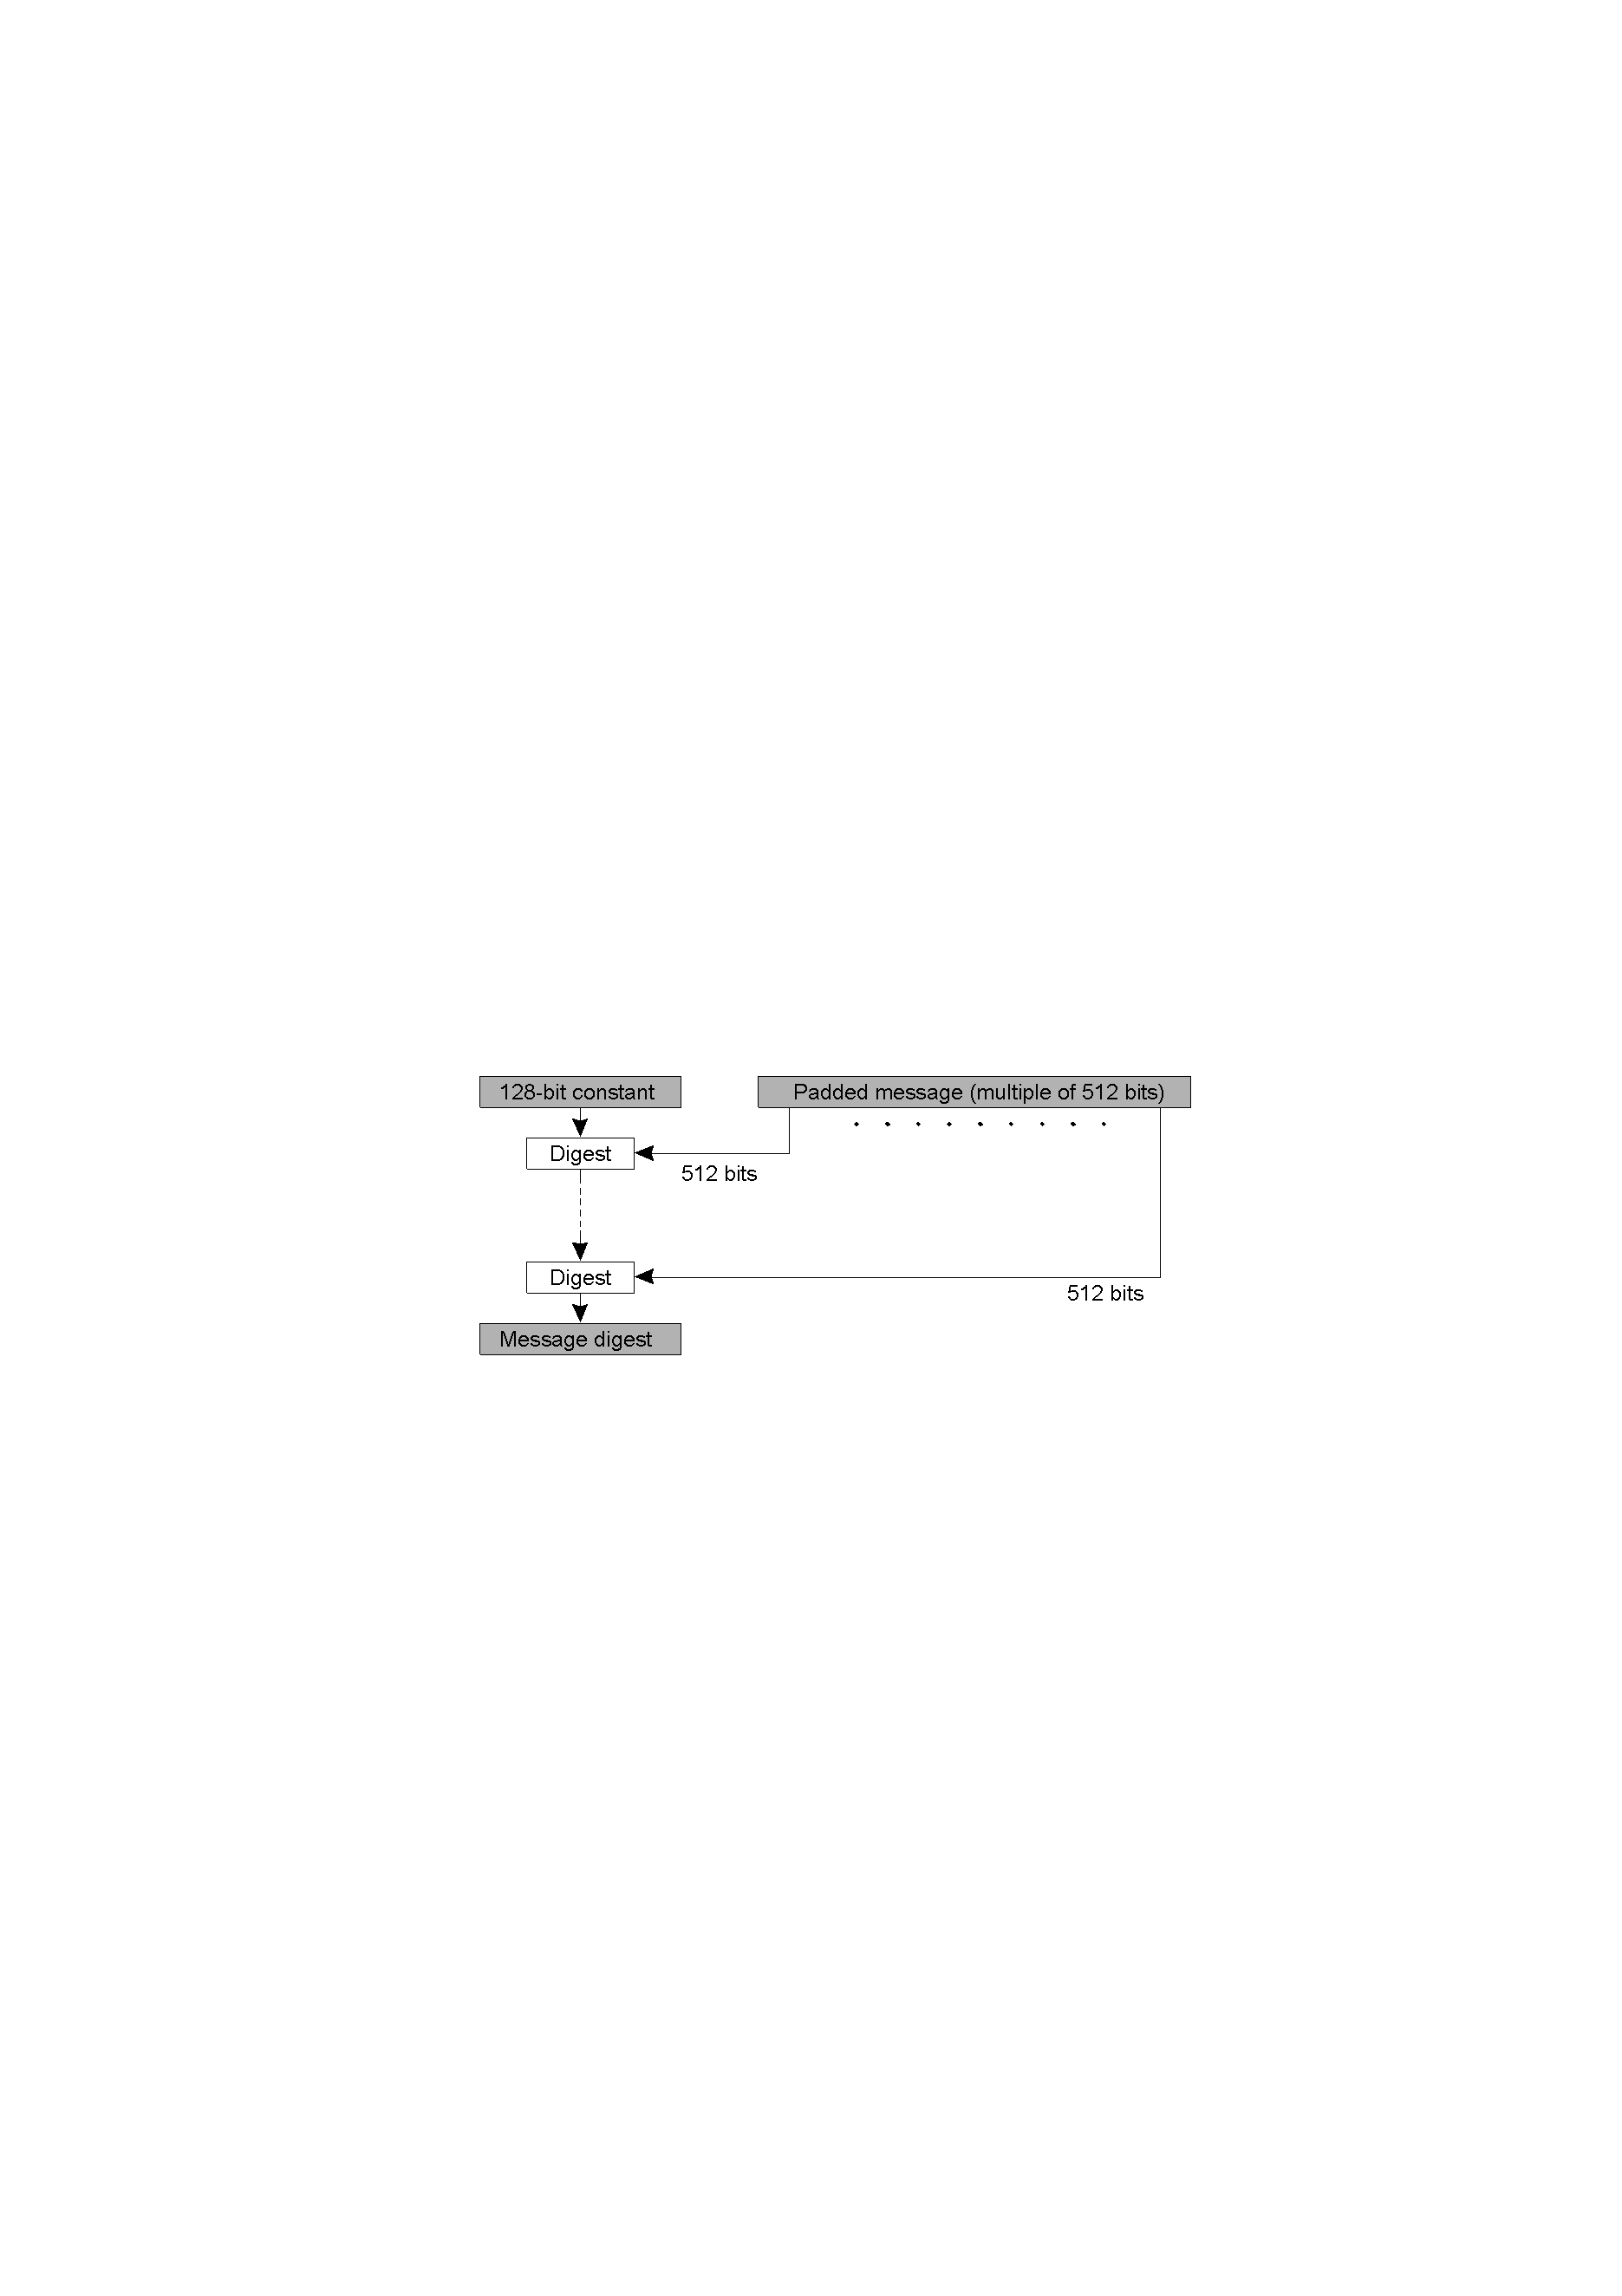 128-bit constant
Padded message (multiple of 512 bits)
Digest
512 bits
Digest
512 bits
Message digest